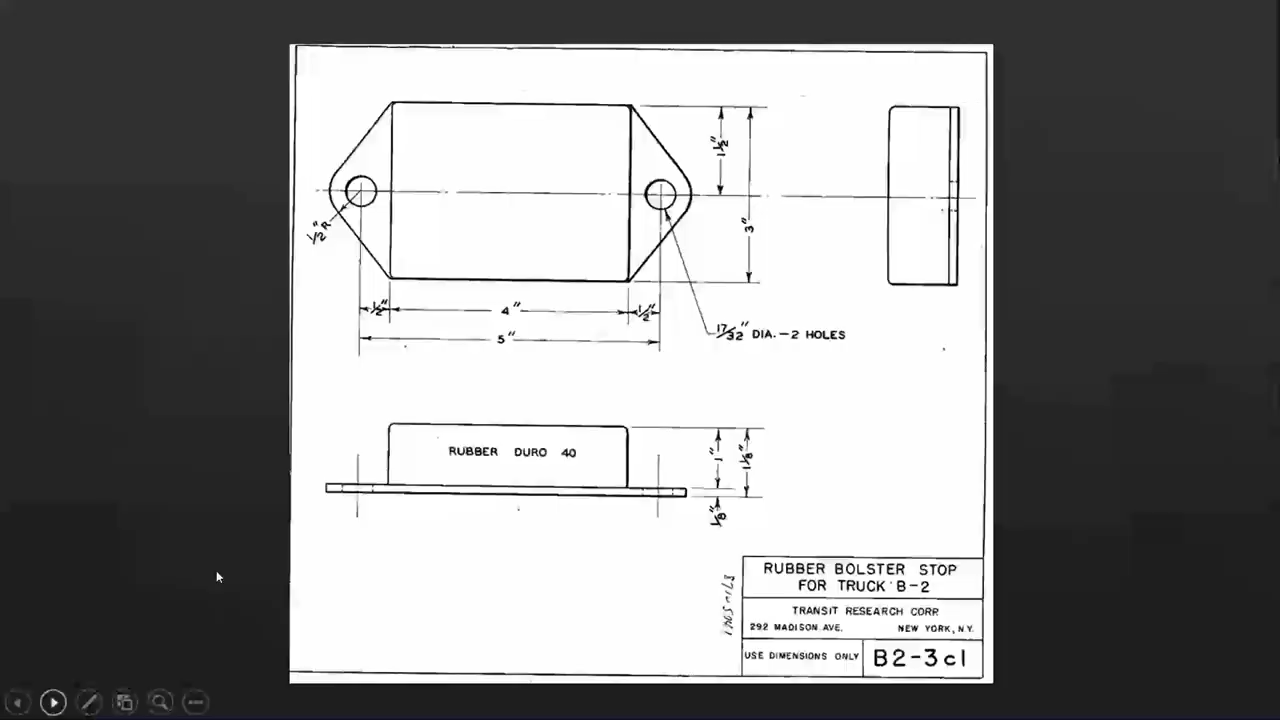 1½"
3"
½" R
½"
4"
½"
5"
17/32" DIA.-2 HOLES
RUBBER DURO 40
1"
1⅛"
⅛"
RUBBER BOLSTER STOP
FOR TRUCK B-2
TRANSIT RESEARCH CORP
292 MADISON AVE. NEW YORK, N.Y.
USE DIMENSIONS ONLY
B2-3c1